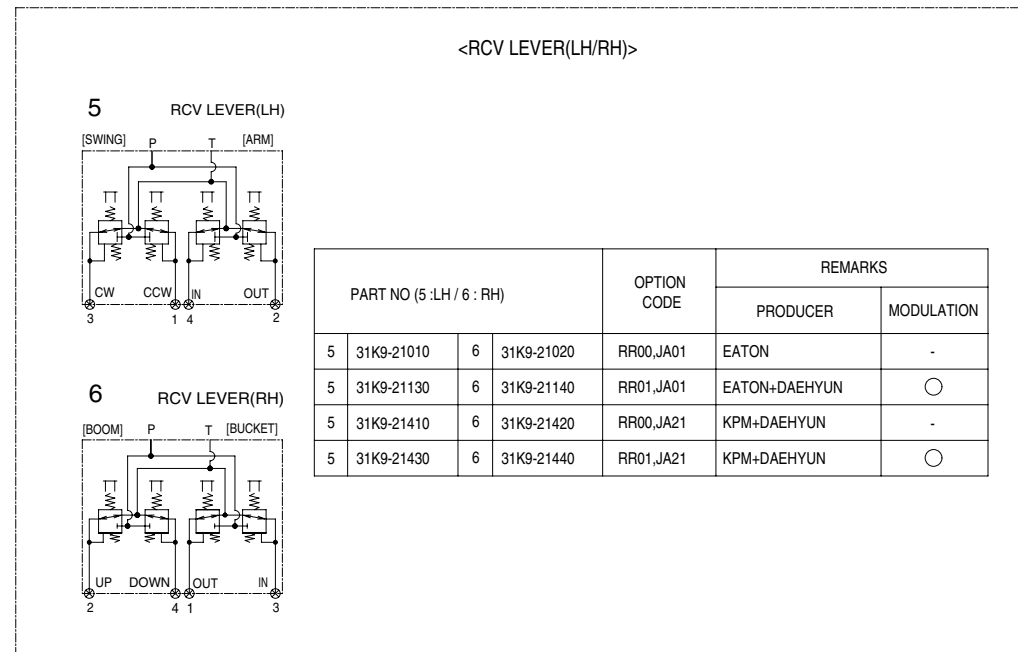 <RCV LEVER(LH/RH)>
5 RCV LEVER(LH)
[SWING] P T [ARM]
CW CCW IN OUT
3 1 4 2
6 RCV LEVER(RH)
[BOOM] P T [BUCKET]
UP DOWN OUT IN
2 4 1 3
PART NO (5 :LH / 6 : RH) OPTION CODE REMARKS
PRODUCER MODULATION
5 31K9-21010 6 31K9-21020 RR00,JA01 EATON -
5 31K9-21130 6 31K9-21140 RR01,JA01 EATON+DAEHYUN ○
5 31K9-21410 6 31K9-21420 RR00,JA21 KPM+DAEHYUN -
5 31K9-21430 6 31K9-21440 RR01,JA21 KPM+DAEHYUN ○